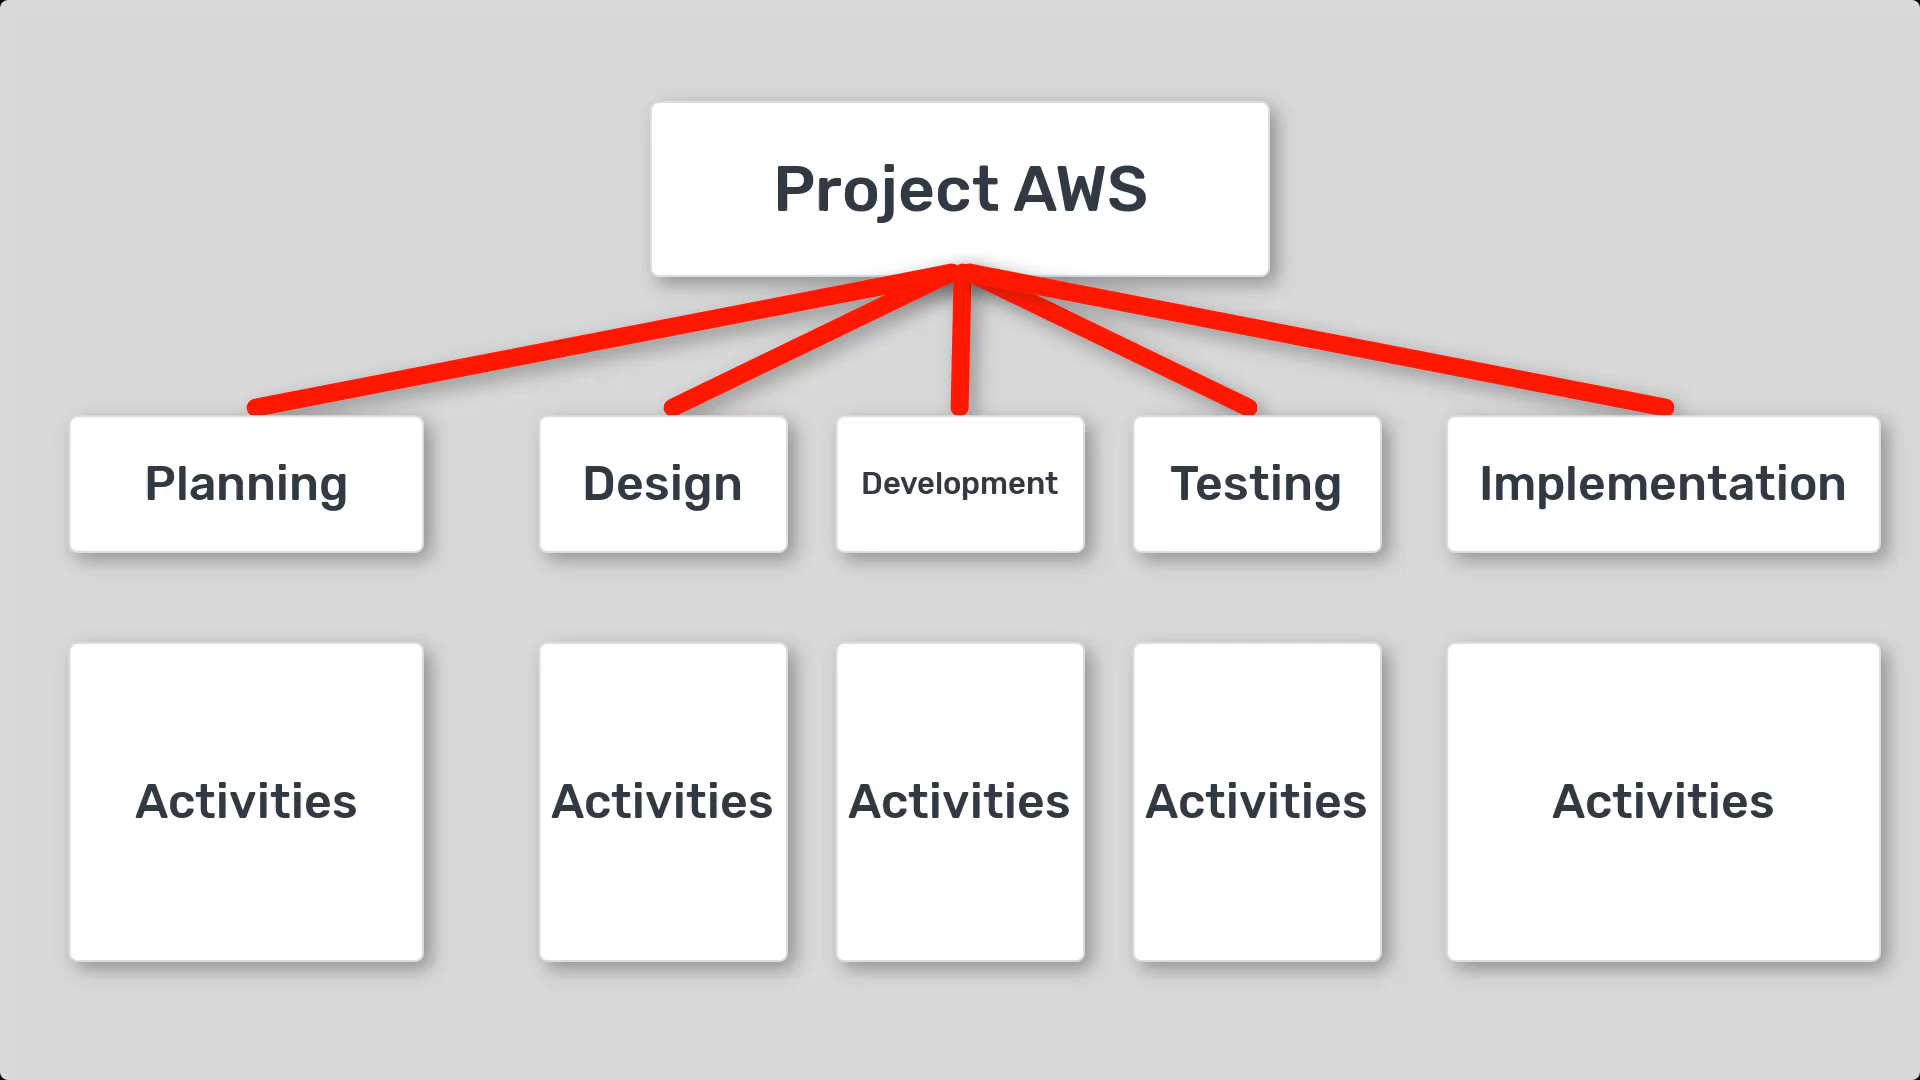 Project AWS
Planning
Design
Development
Testing
Implementation
Activities
Activities
Activities
Activities
Activities